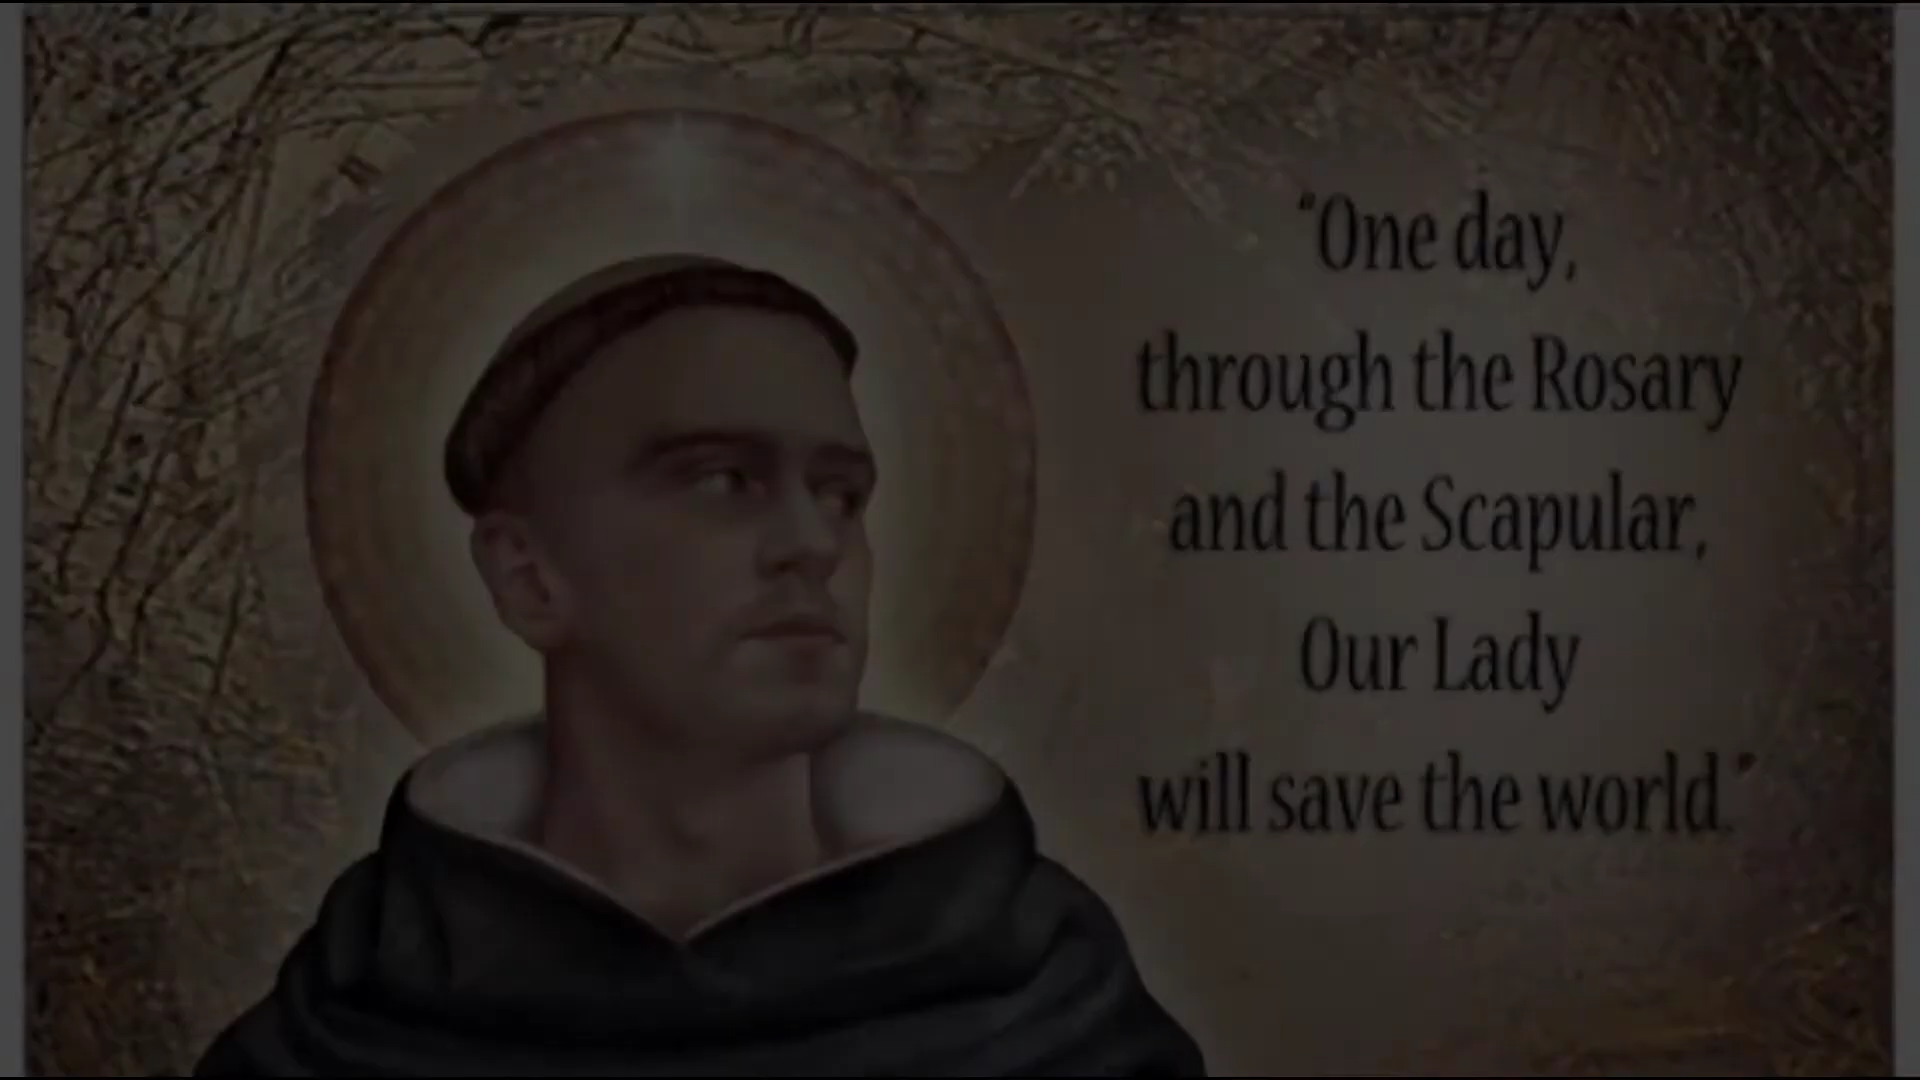 “One day,
through the Rosary
and the Scapular,
Our Lady
will save the world.”